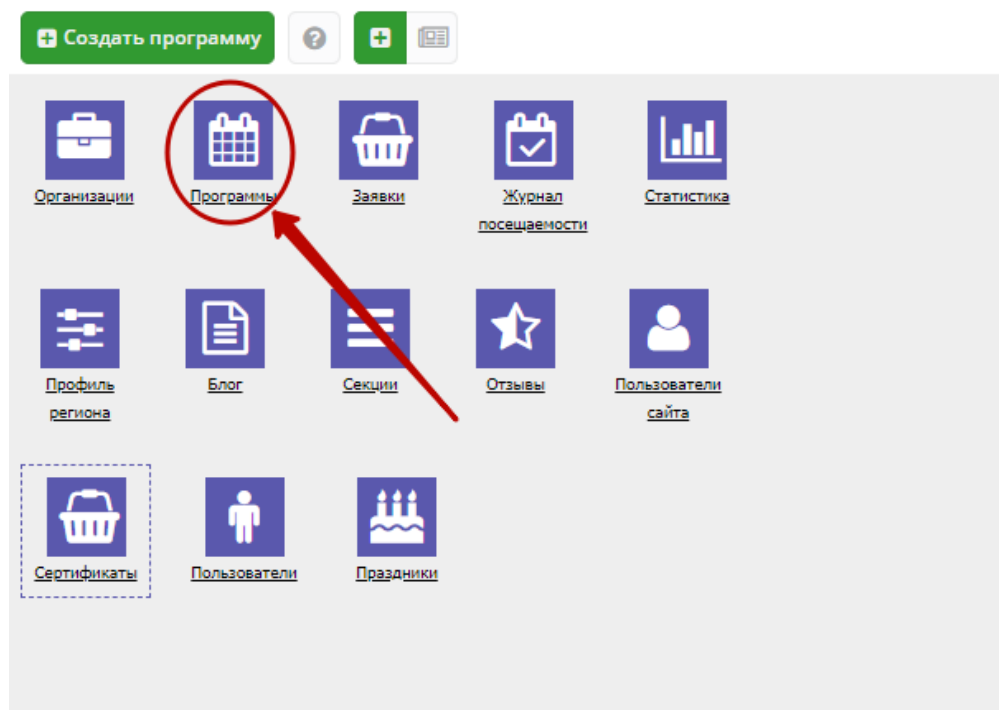 Создать программу
Организации
Программы
Заявки
Журнал
посещаемости
Статистика
Профиль
региона
Блог
Секции
Отзывы
Пользователи
сайта
Сертификаты
Пользователи
Праздники